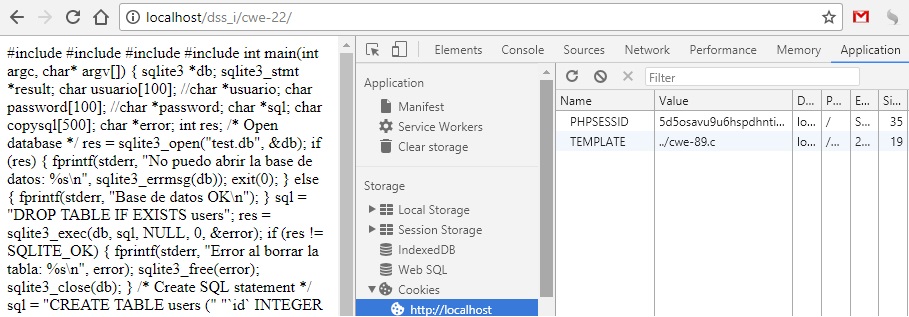 localhost/dss_i/cwe-22/
#include #include #include #include int main(int
argc, char* argv[]) { sqlite3 *db; sqlite3_stmt
*result; char usuario[100]; //char *usuario; char
password[100]; //char *password; char *sql; char
copysql[500]; char *error; int res; /* Open
database */ res = sqlite3_open("test.db", &db); if
(res) { fprintf(stderr, "No puedo abrir la base de
datos: %s\n", sqlite3_errmsg(db)); exit(0); } else
{ fprintf(stderr, "Base de datos OK\n"); } sql =
"DROP TABLE IF EXISTS users"; res =
sqlite3_exec(db, sql, NULL, 0, &error); if (res !=
SQLITE_OK) { fprintf(stderr, "Error al borrar la
tabla: %s\n", error); sqlite3_free(error);
sqlite3_close(db); } /* Create SQL statement */
sql = "CREATE TABLE users (" "`id` INTEGER
Elements Console Sources Network Performance Memory Application
Application
Manifest
Service Workers
Clear storage
Storage
Local Storage
Session Storage
IndexedDB
Web SQL
Cookies
http://localhost
Filter
Name Value D... P... E... Si...
PHPSESSID 5d5osavu9u6hspdhnti... lo... / S... 35
TEMPLATE ../cwe-89.c lo... /... 2... 19